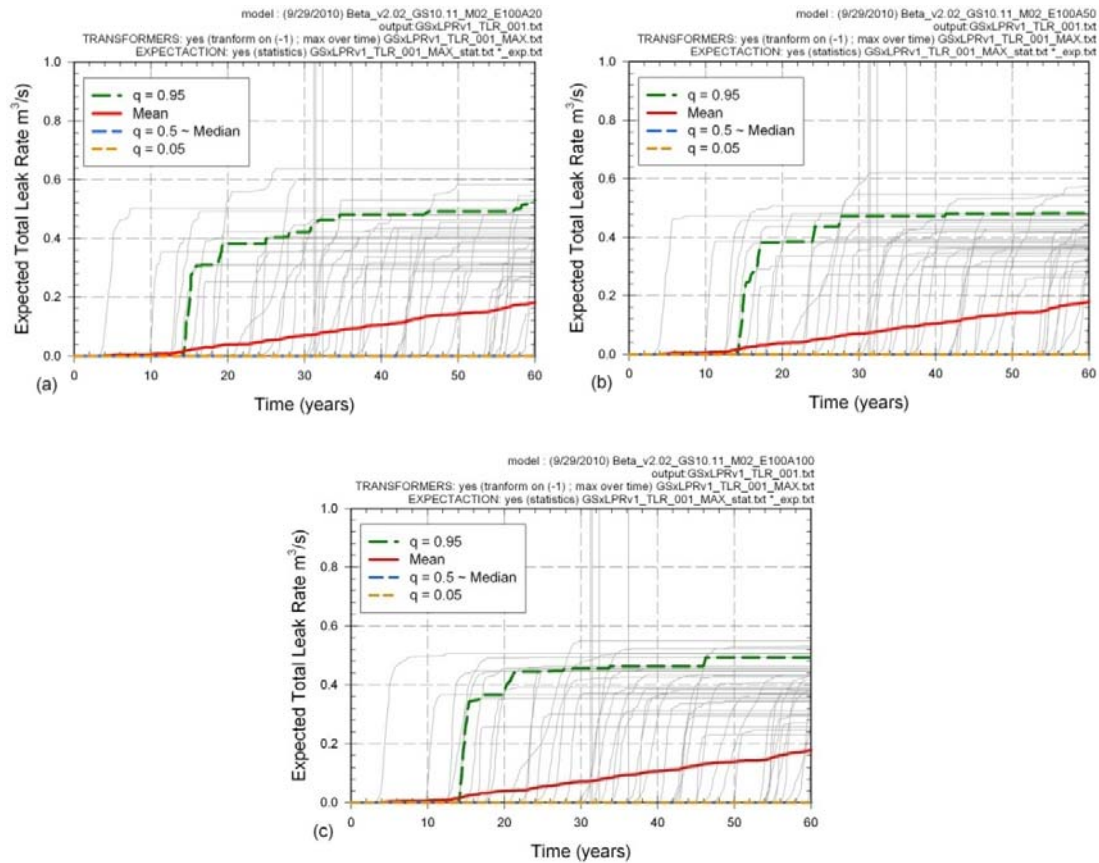 model : (9/29/2010) Beta_v2.02_GS10.11_M02_E100A20
output:GSxLPRv1_TLR_001.txt
TRANSFORMERS: yes (tranform on (-1) ; max over time) GSxLPRv1_TLR_001_MAX.txt
EXPECTACTION: yes (statistics) GSxLPRv1_TLR_001_MAX_stat.txt *_exp.txt
1.0
0.8
0.6
0.4
0.2
0.0
Expected Total Leak Rate m³/s
q = 0.95
Mean
q = 0.5 ~ Median
q = 0.05
0 10 20 30 40 50 60
(a)
Time (years)
model : (9/29/2010) Beta_v2.02_GS10.11_M02_E100A50
output:GSxLPRv1_TLR_001.txt
TRANSFORMERS: yes (tranform on (-1) ; max over time) GSxLPRv1_TLR_001_MAX.txt
EXPECTACTION: yes (statistics) GSxLPRv1_TLR_001_MAX_stat.txt *_exp.txt
1.0
0.8
0.6
0.4
0.2
0.0
Expected Total Leak Rate m³/s
q = 0.95
Mean
q = 0.5 ~ Median
q = 0.05
0 10 20 30 40 50 60
(b)
Time (years)
model : (9/29/2010) Beta_v2.02_GS10.11_M02_E100A100
output:GSxLPRv1_TLR_001.txt
TRANSFORMERS: yes (tranform on (-1) ; max over time) GSxLPRv1_TLR_001_MAX.txt
EXPECTACTION: yes (statistics) GSxLPRv1_TLR_001_MAX_stat.txt *_exp.txt
1.0
0.8
0.6
0.4
0.2
0.0
Expected Total Leak Rate m³/s
q = 0.95
Mean
q = 0.5 ~ Median
q = 0.05
0 10 20 30 40 50 60
(c)
Time (years)